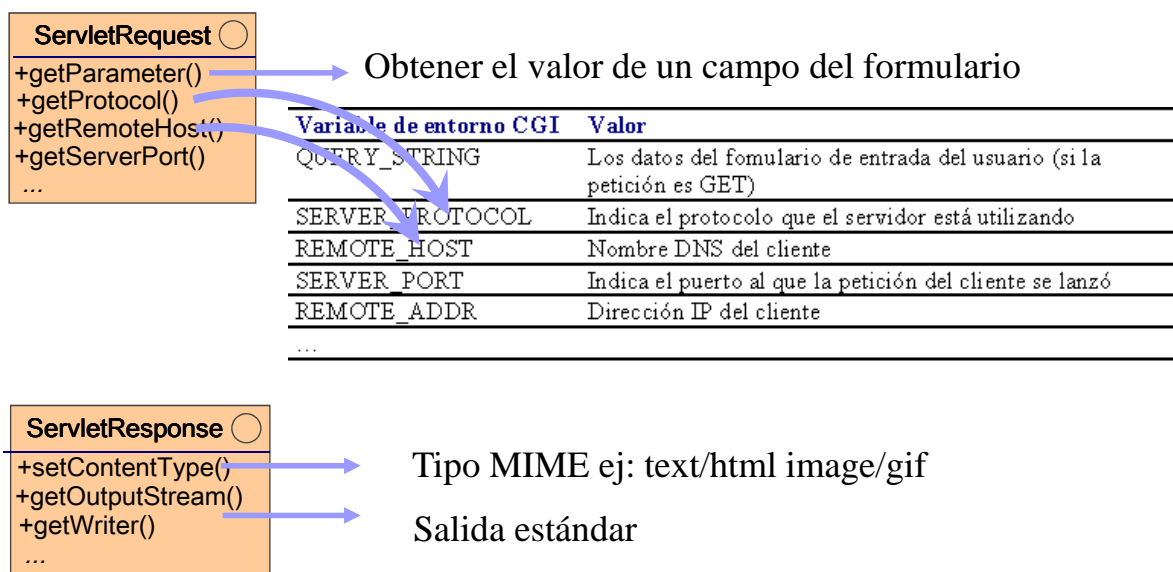 ServletRequest
+getParameter()
+getProtocol()
+getRemoteHost()
+getServerPort()
...
Obtener el valor de un campo del formulario
Variable de entorno CGI Valor
QUERY_STRING Los datos del fomulario de entrada del usuario (si la
petición es GET)
SERVER_PROTOCOL Indica el protocolo que el servidor está utilizando
REMOTE_HOST Nombre DNS del cliente
SERVER_PORT Indica el puerto al que la petición del cliente se lanzó
REMOTE_ADDR Dirección IP del cliente
...
ServletResponse
+setContentType()
+getOutputStream()
+getWriter()
...
Tipo MIME ej: text/html image/gif
Salida estándar